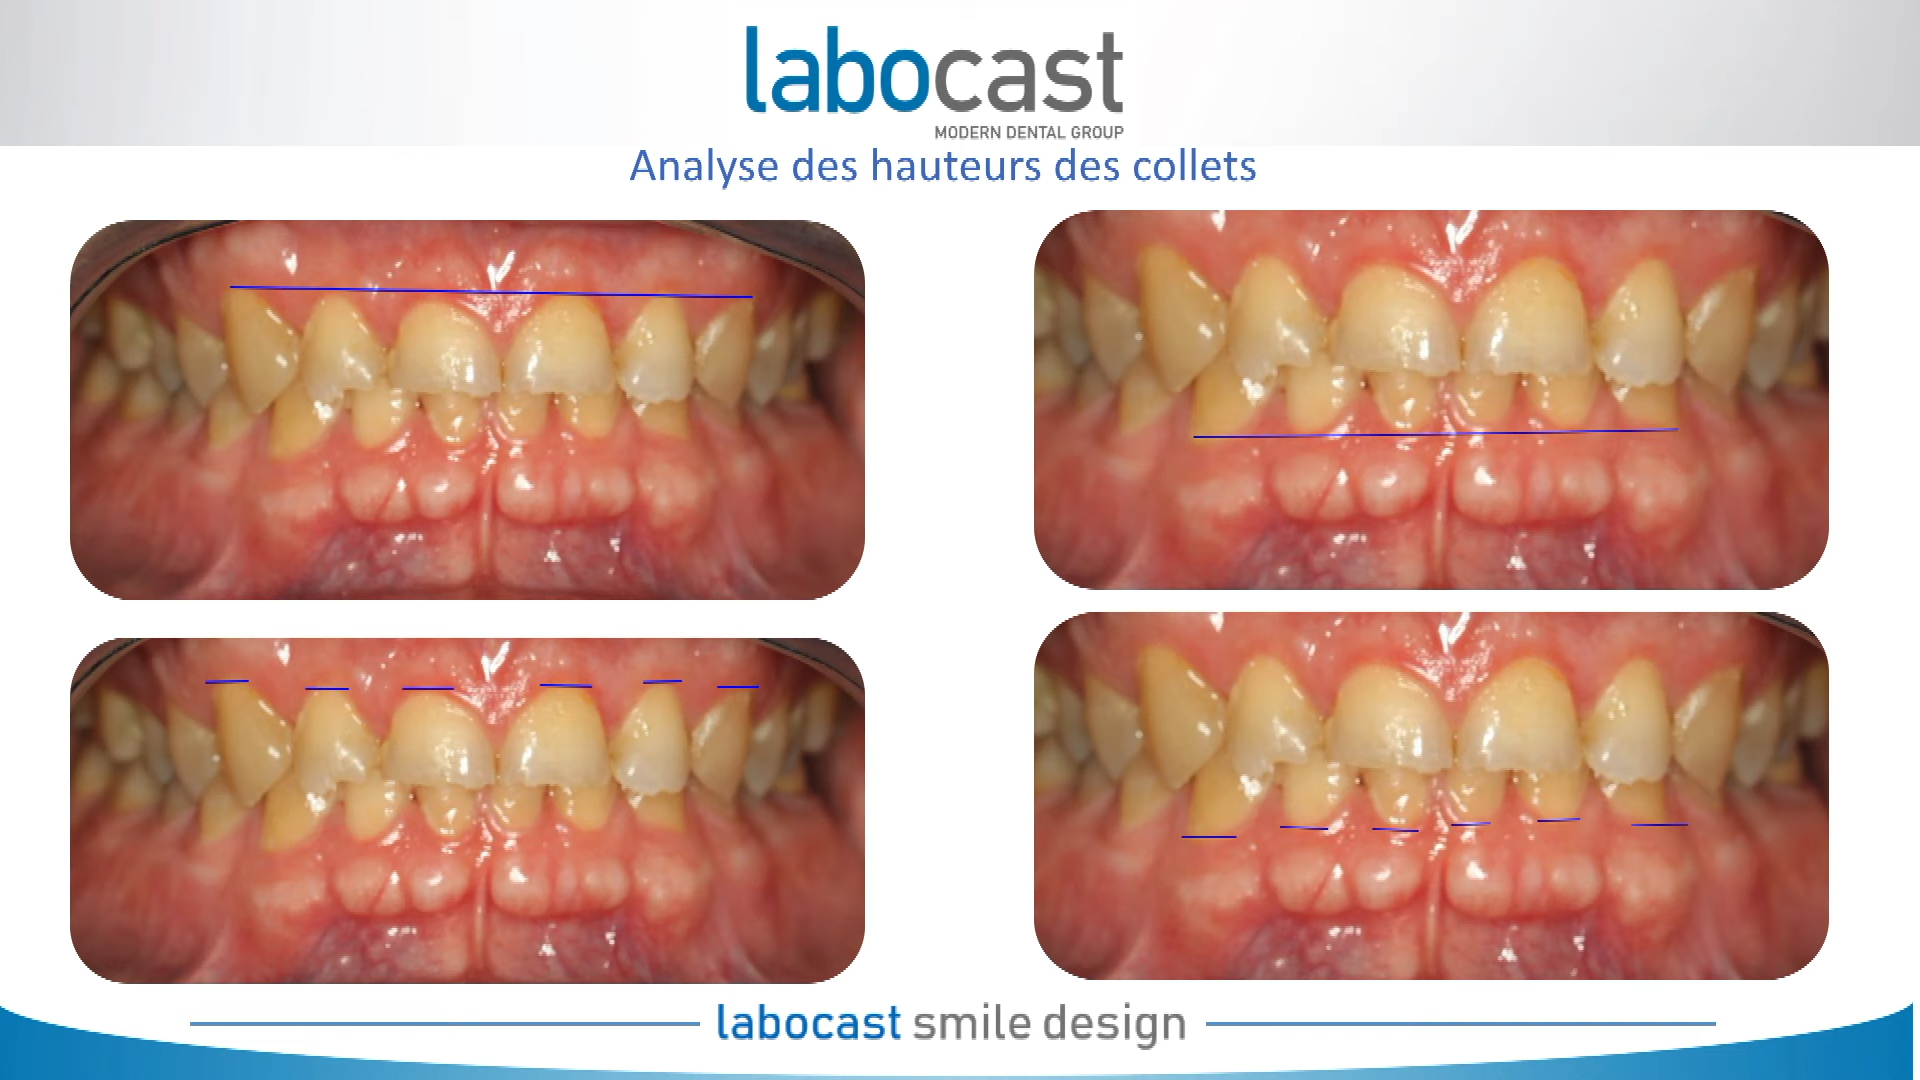 labocast
MODERN DENTAL GROUP
Analyse des hauteurs des collets
labocast smile design